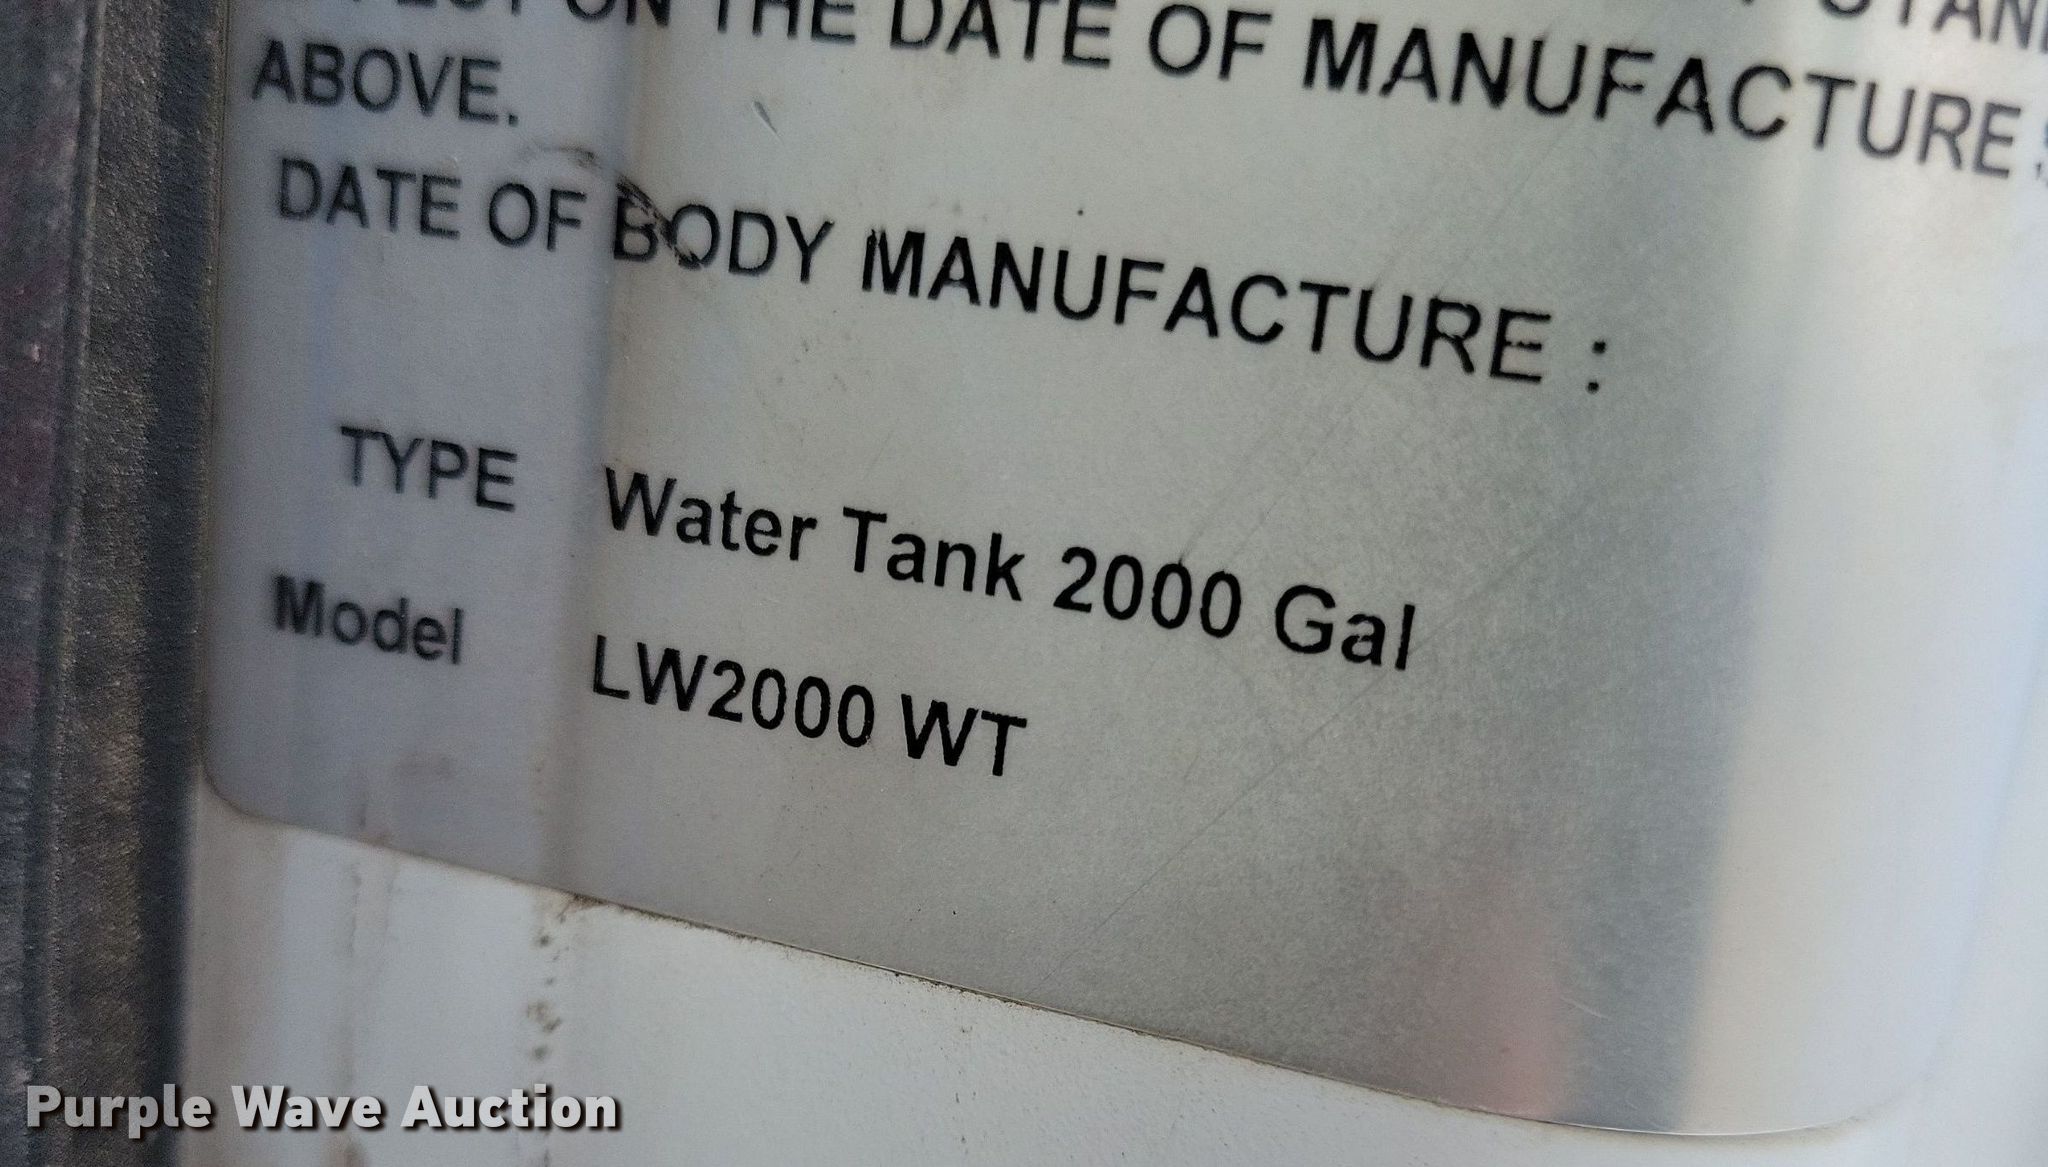 ON THE DATE OF MANUFACTURE
ABOVE.
DATE OF BODY MANUFACTURE :
TYPE Water Tank 2000 Gal
Model LW2000 WT
Purple Wave Auction